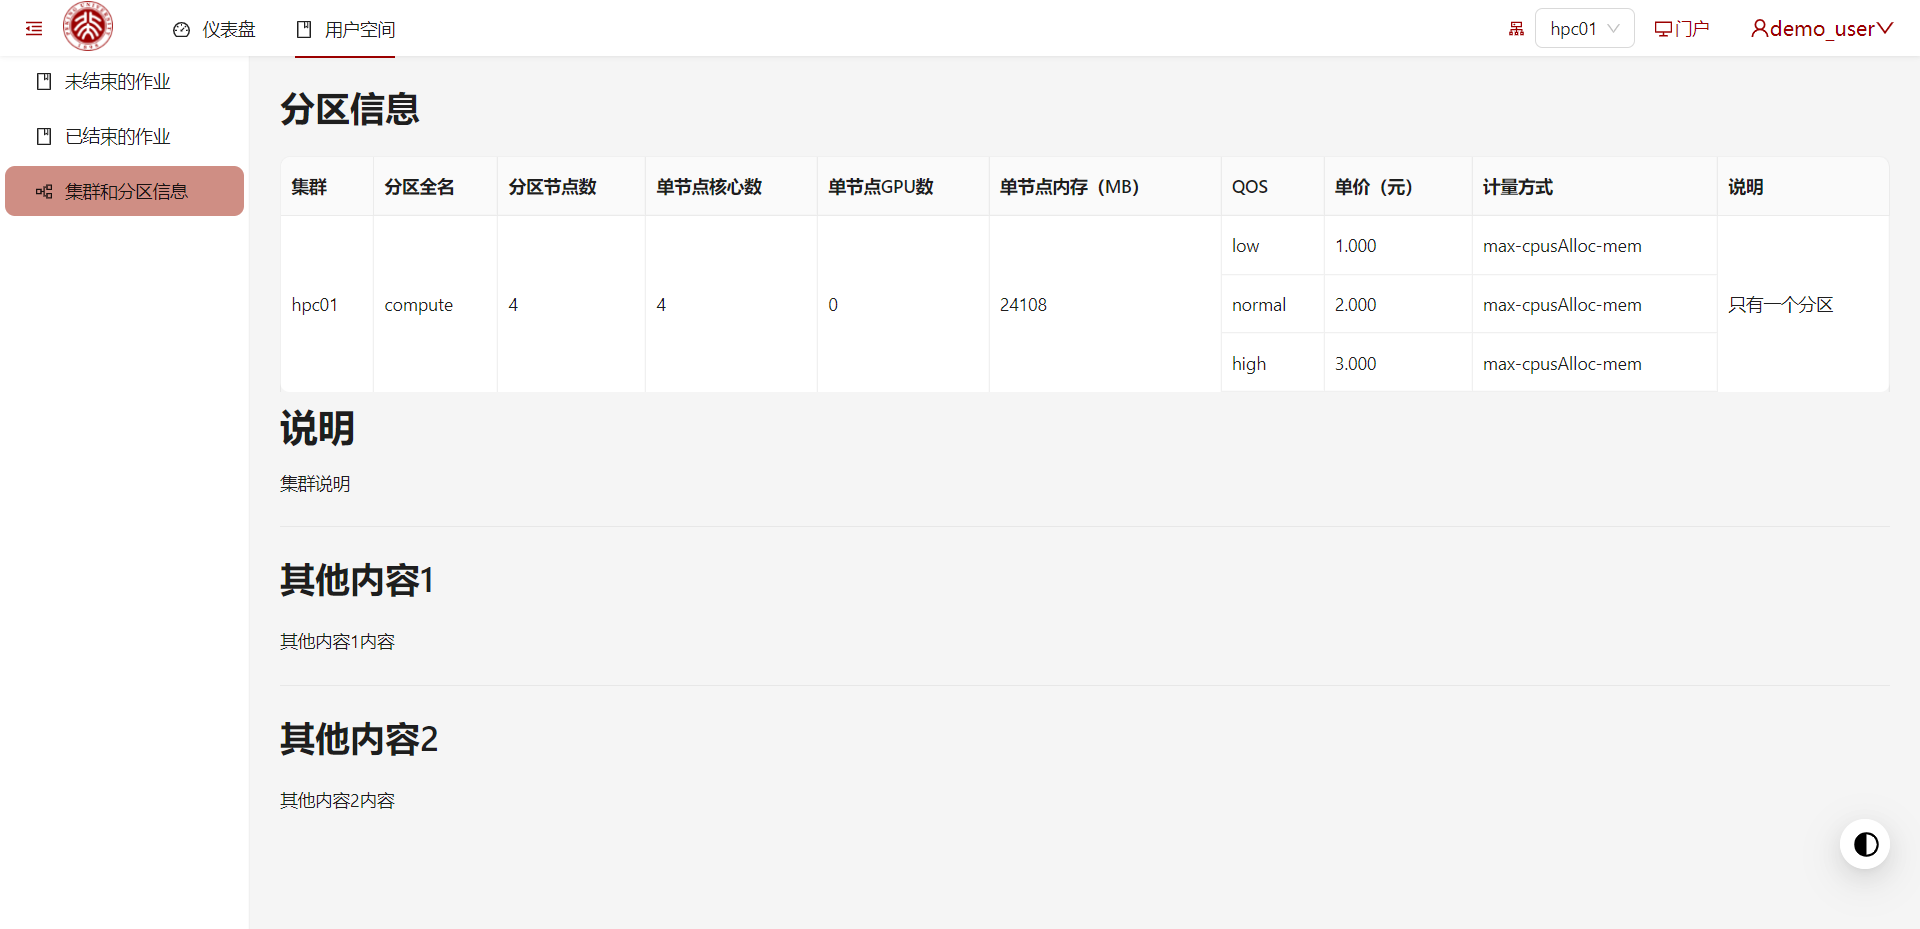 仪表盘
用户空间
hpc01
门户
demo_user
未结束的作业
已结束的作业
集群和分区信息
分区信息
集群 分区全名 分区节点数 单节点核心数 单节点GPU数 单节点内存（MB） QOS 单价（元） 计量方式 说明
low 1.000 max-cpusAlloc-mem
hpc01 compute 4 4 0 24108 normal 2.000 max-cpusAlloc-mem 只有一个分区
high 3.000 max-cpusAlloc-mem
说明
集群说明
其他内容1
其他内容1内容
其他内容2
其他内容2内容